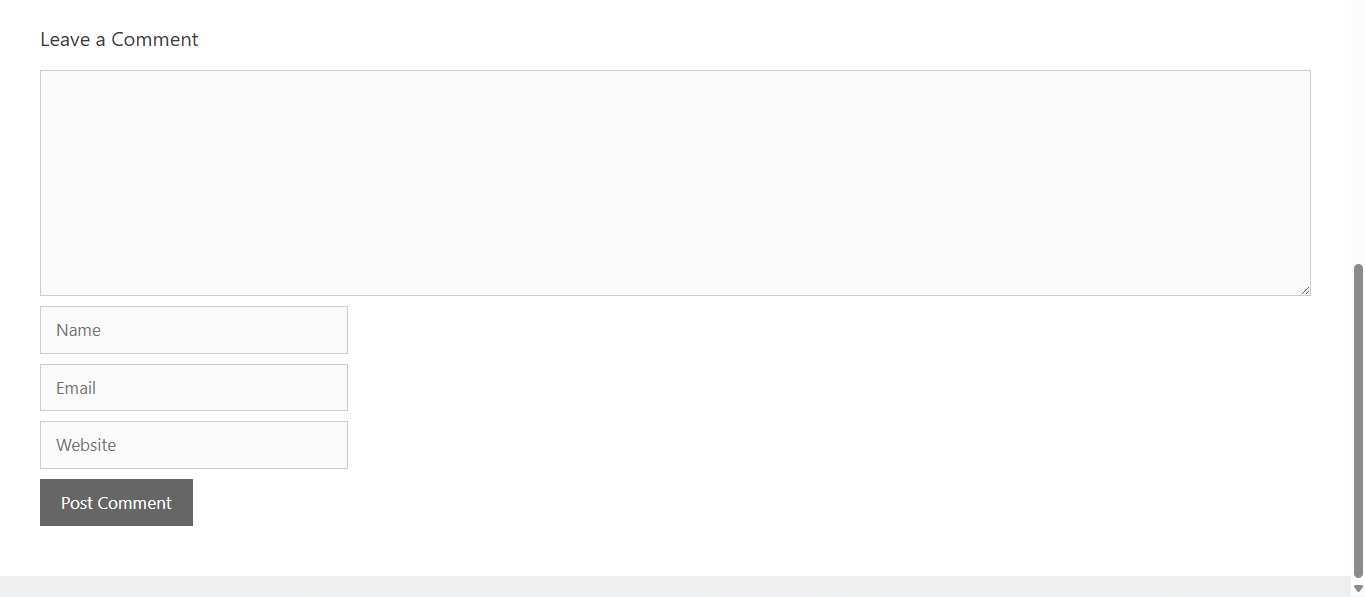 Leave a Comment
Name
Email
Website
Post Comment